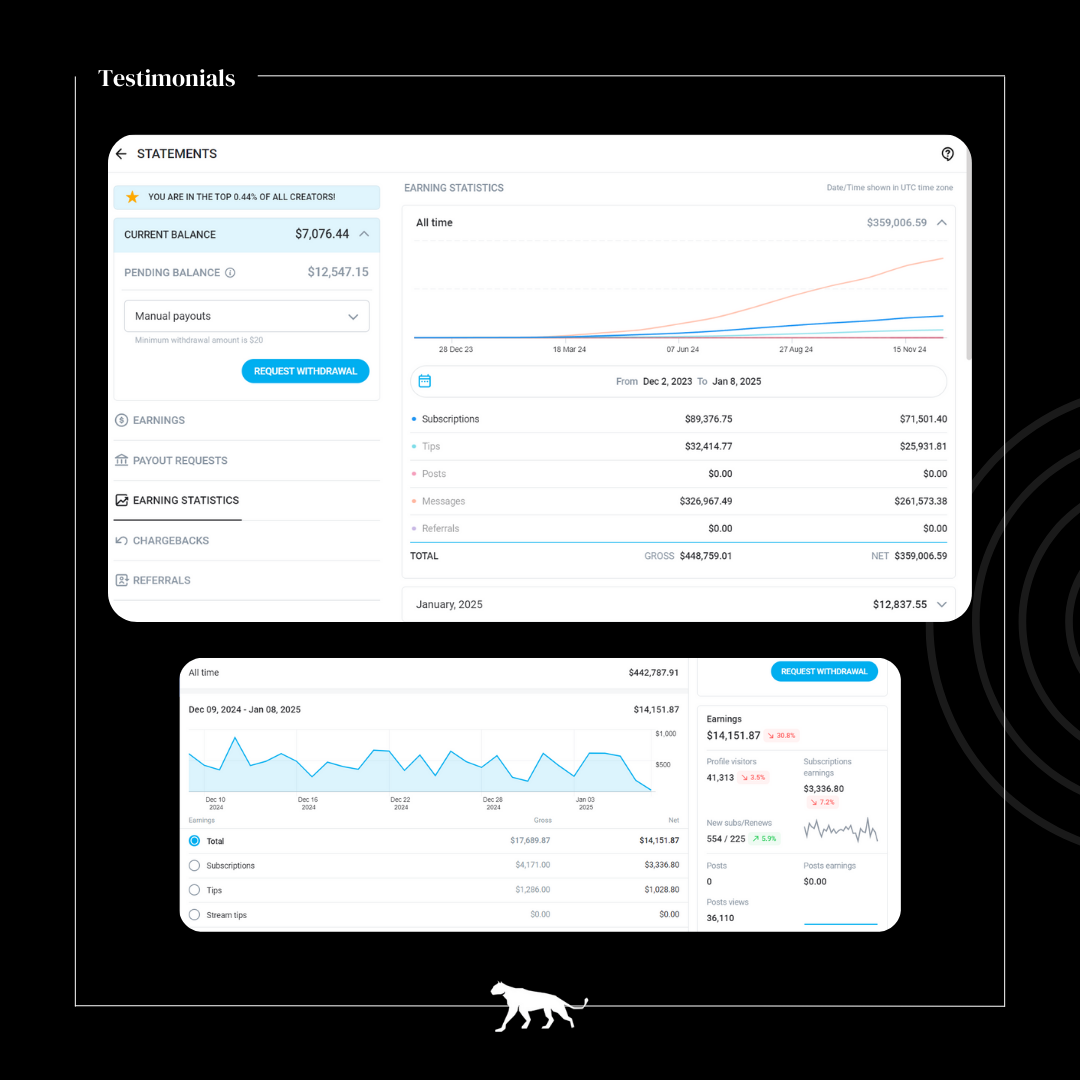 Testimonials
STATEMENTS
YOU ARE IN THE TOP 0.44% OF ALL CREATORS!
CURRENT BALANCE $7,076.44
PENDING BALANCE $12,547.15
Manual payouts
Minimum withdrawal amount is $20
REQUEST WITHDRAWAL
EARNINGS
PAYOUT REQUESTS
EARNING STATISTICS
CHARGEBACKS
REFERRALS
EARNING STATISTICS Date/Time shown in UTC time zone
All time $359,006.59
28 Dec 23 18 Mar 24 07 Jun 24 27 Aug 24 15 Nov 24
From Dec 2, 2023 To Jan 8, 2025
Subscriptions $89,376.75 $71,501.40
Tips $32,414.77 $25,931.81
Posts $0.00 $0.00
Messages $326,967.49 $261,573.38
Referrals $0.00 $0.00
TOTAL GROSS $448,759.01 NET $359,006.59
January, 2025 $12,837.55
All time $442,787.91
Dec 09, 2024 - Jan 08, 2025 $14,151.87
$1,000
$500
Dec 10 Dec 16 Dec 22 Dec 28 Jan 03
2024 2024 2024 2024 2025
Earnings Gross Net
Total $17,689.87 $14,151.87
Subscriptions $4,171.00 $3,336.80
Tips $1,286.00 $1,028.80
Stream tips $0.00 $0.00
REQUEST WITHDRAWAL
Earnings
$14,151.87 30.8%
Profile visitors
41,313 3.5%
Subscriptions
earnings
$3,336.80
7.2%
New subs/Renews
554 / 225 5.9%
Posts
0
Posts earnings
$0.00
Posts views
36,110